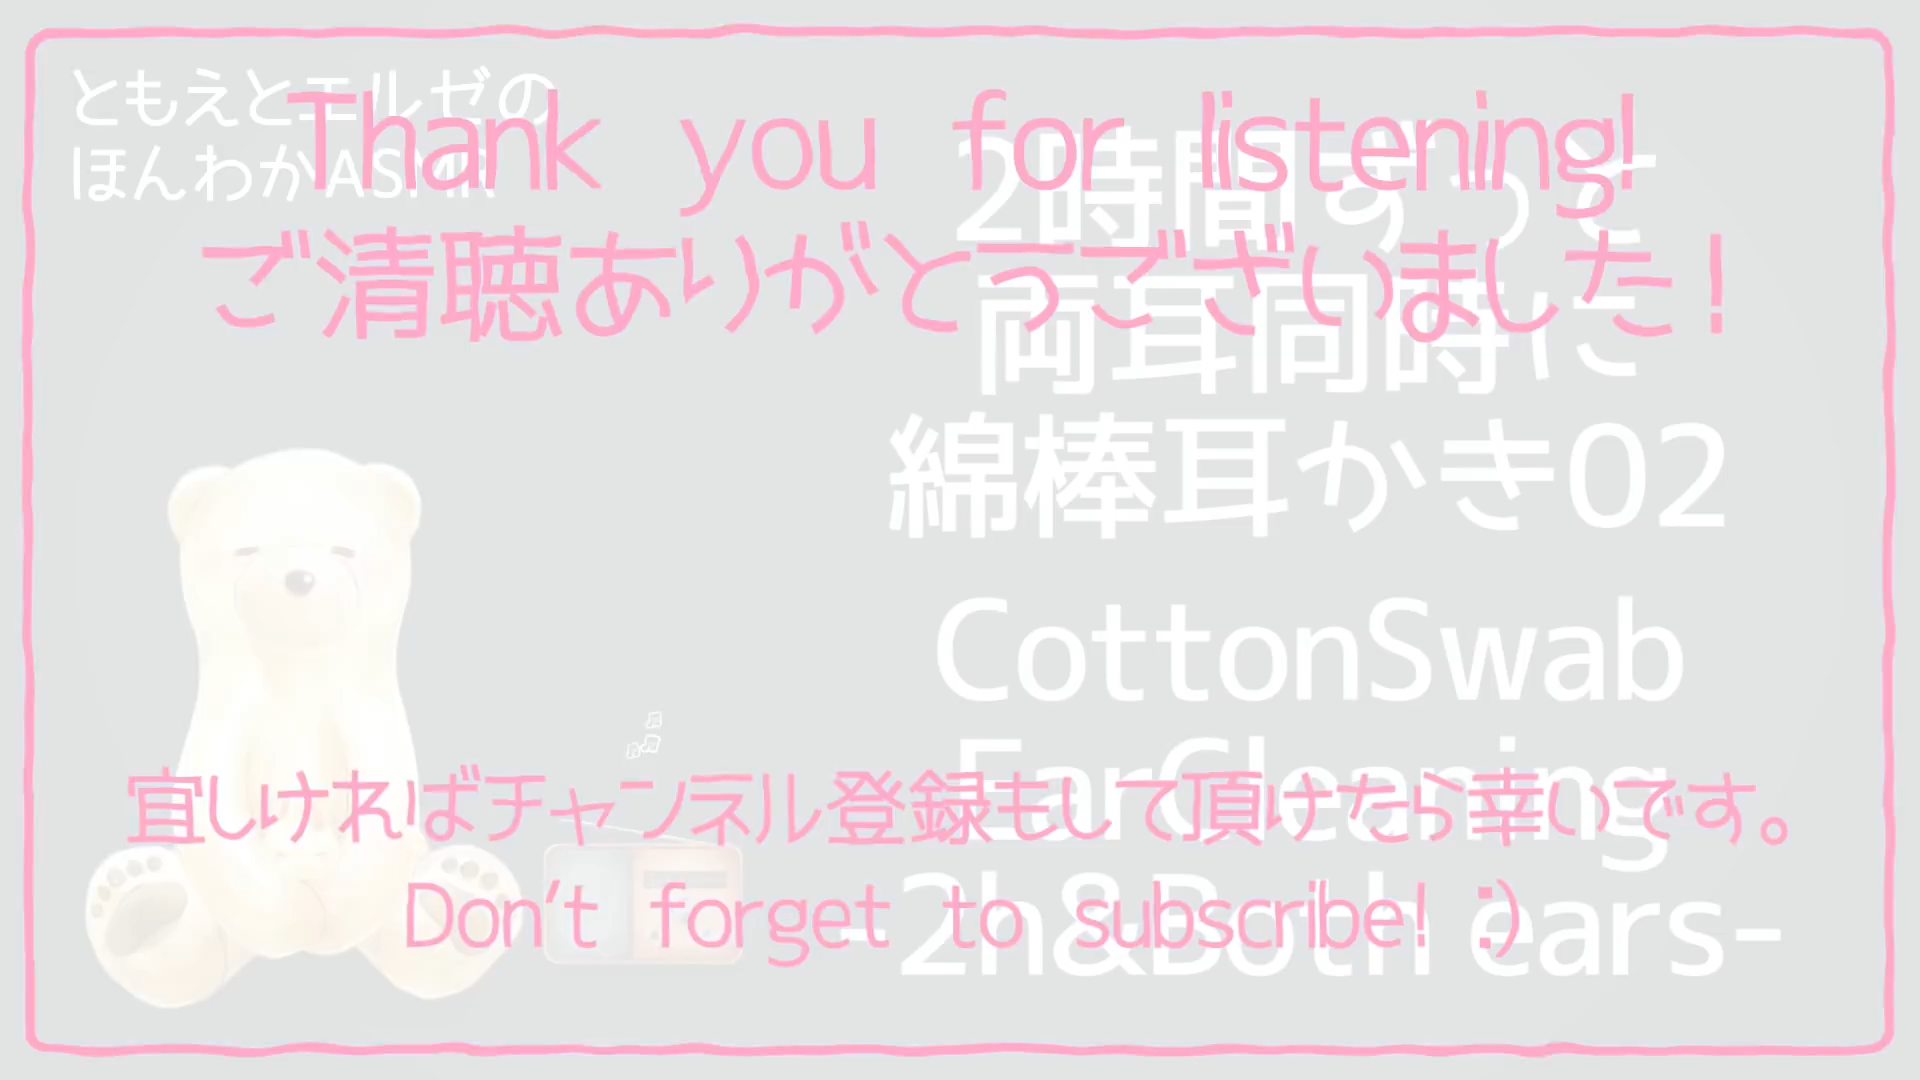 ともえとエルゼの
ほんわかASMR
Thank you for listening!
ご清聴ありがとうございました!
2時間ずっと
両耳同時に
綿棒耳かき02
CottonSwab
EarCleaning
-2h&Both ears-
宜しければチャンネル登録もして頂けたら幸いです。
Don't forget to subscribe! :)